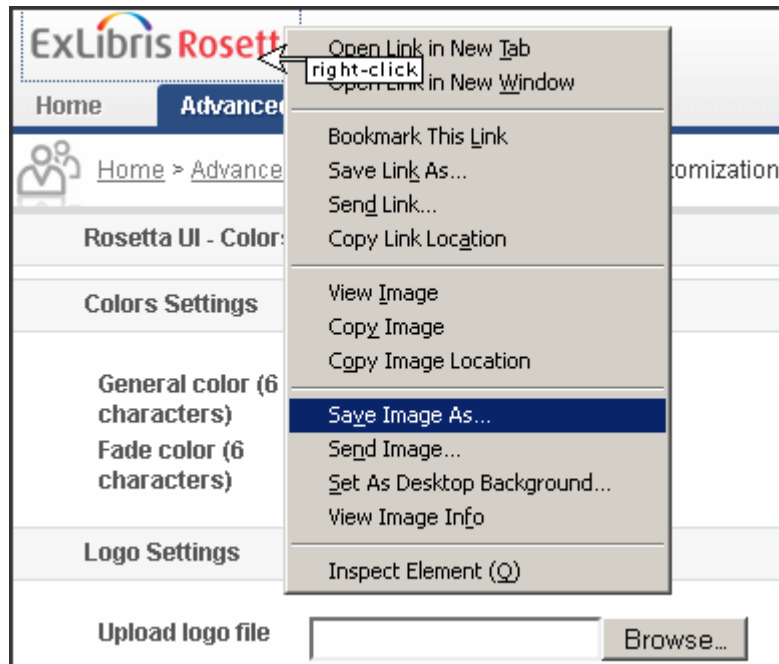 ExLibris Rosett
right-click
Home Advanced
Home > Advance
tomization
Rosetta UI - Colors
Colors Settings
General color (6
characters)
Fade color (6
characters)
Logo Settings
Upload logo file
Browse...
Open Link in New Tab
Open Link in New Window
Bookmark This Link
Save Link As...
Send Link...
Copy Link Location
View Image
Copy Image
Copy Image Location
Save Image As...
Send Image...
Set As Desktop Background...
View Image Info
Inspect Element (Q)